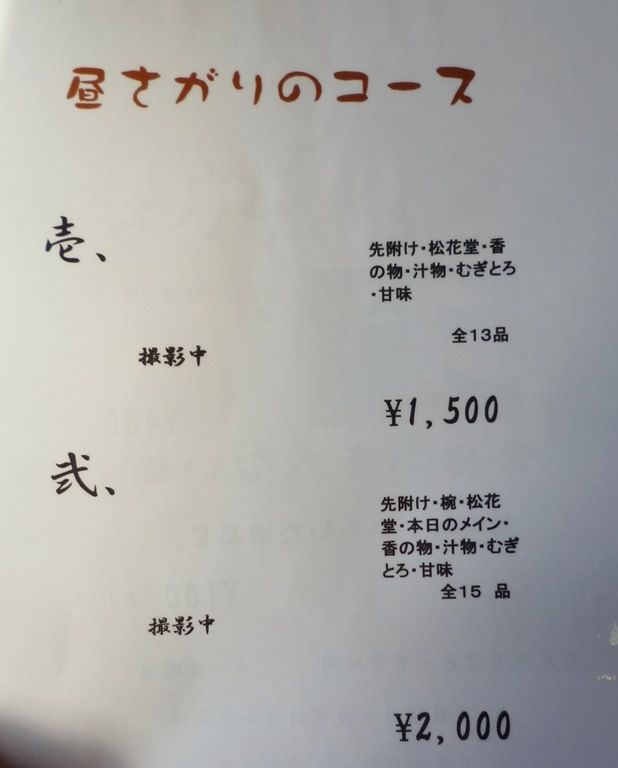 昼さがりのコース
壱、
先附け・松花堂・香
の物・汁物・むぎとろ
・甘味
全13品
撮影中
¥1,500
弐、
先附け・椀・松花
堂・本日のメイン・
香の物・汁物・むぎ
とろ・甘味
全15 品
撮影中
¥2,000